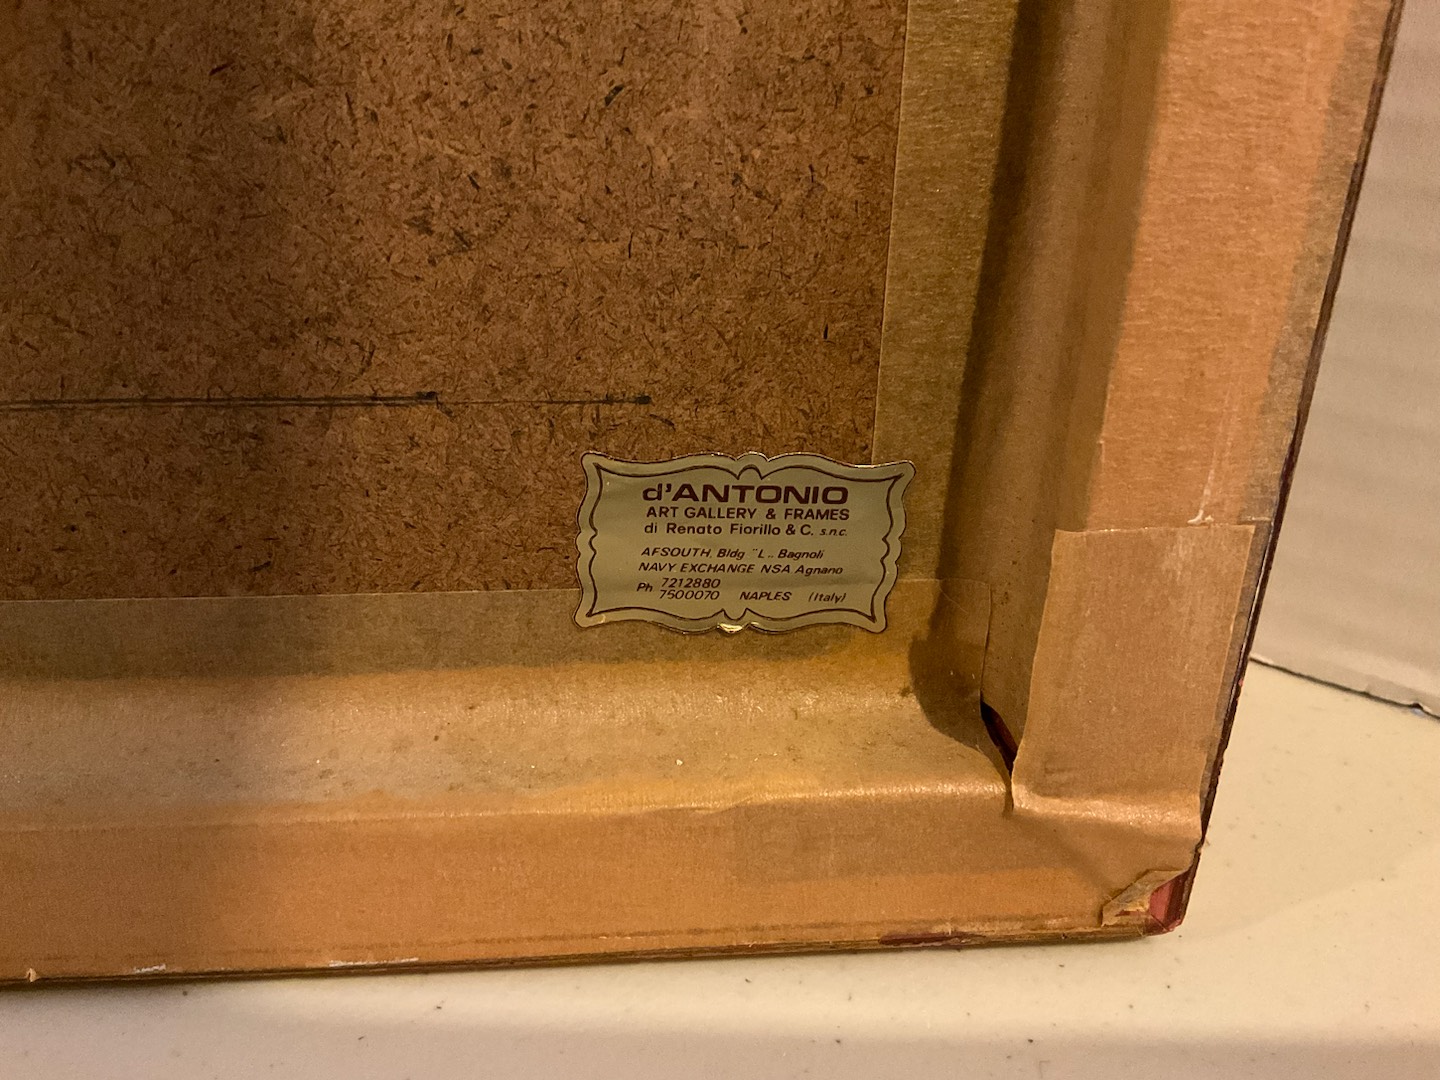 d'ANTONIO
ART GALLERY & FRAMES
di Renato Fiorillo & C. s.n.c.
AFSOUTH, Bldg "L„ Bagnoli
NAVY EXCHANGE NSA Agnano
Ph 7212880
7500070 NAPLES (Italy)